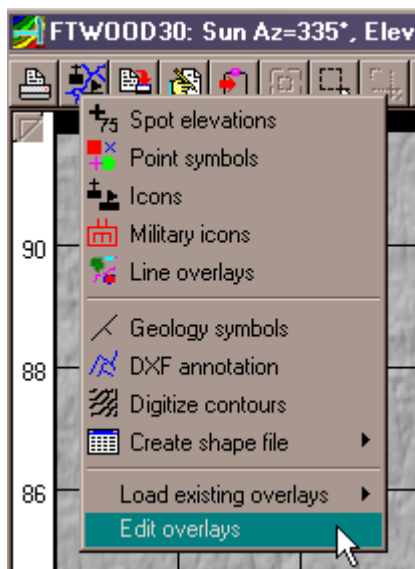 FTWOOD30: Sun Az=335°, Elev
75
Spot elevations
Point symbols
Icons
Military icons
Line overlays
90
Geology symbols
DXF annotation
88
Digitize contours
Create shape file
86
Load existing overlays
Edit overlays